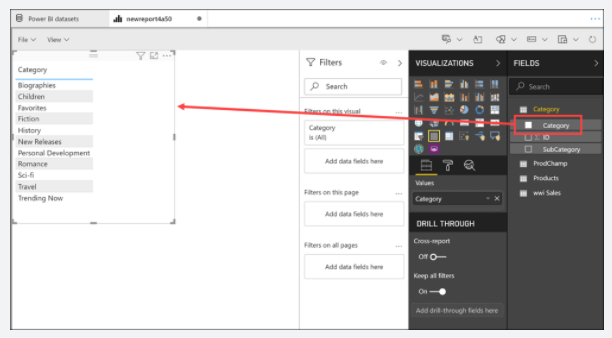 Power BI datasets
newreport4a50
File
View
Category
Biographies
Children
Favorites
Fiction
History
New Releases
Personal Development
Romance
Sci-fi
Travel
Trending Now
Filters
Search
Filters on this visual
Category
is (All)
Add data fields here
Filters on this page
Add data fields here
Filters on all pages
Add data fields here
VISUALIZATIONS
Values
Category
DRILL THROUGH
Cross-report
Off
Keep all filters
On
Add drill-through fields here
FIELDS
Search
Category
Category
ID
SubCategory
ProdChamp
Products
wwi Sales